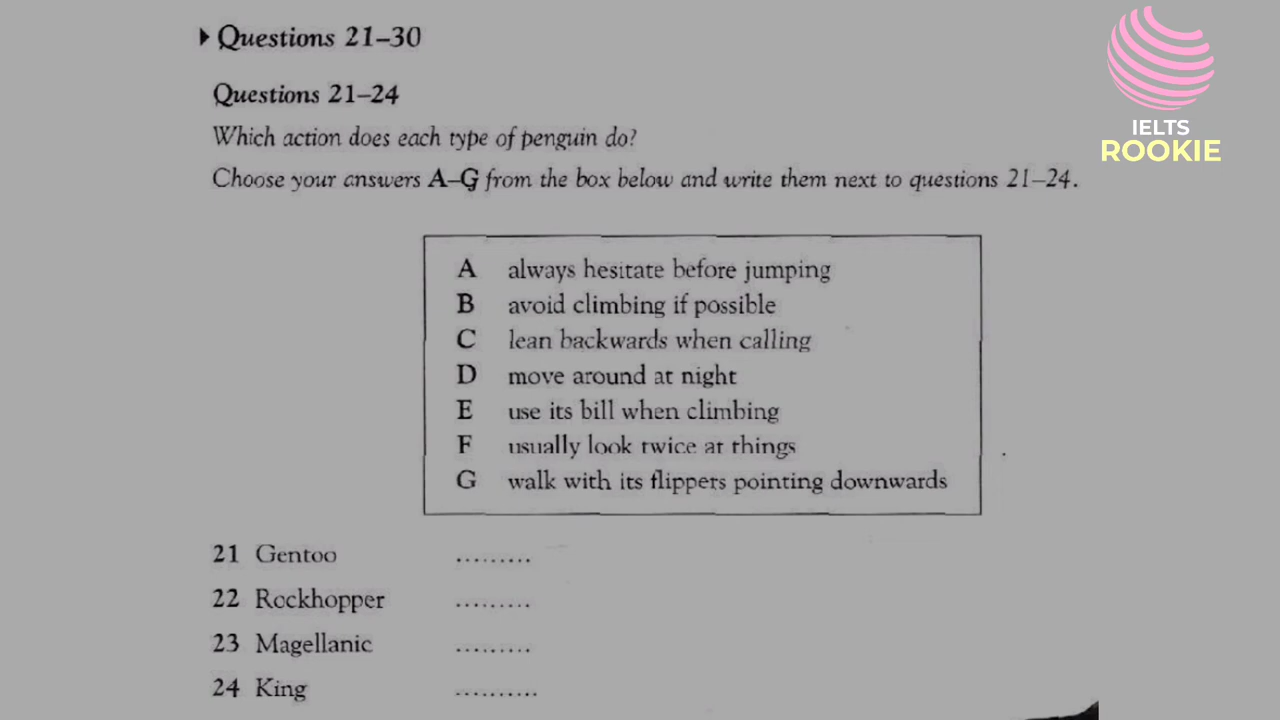 Questions 21–30
IELTS
ROOKIE
Questions 21–24
Which action does each type of penguin do?
Choose your answers A–G from the box below and write them next to questions 21–24.
A always hesitate before jumping
B avoid climbing if possible
C lean backwards when calling
D move around at night
E use its bill when climbing
F usually look twice at things
G walk with its flippers pointing downwards
21 Gentoo .........
22 Rockhopper .........
23 Magellanic .........
24 King ..........